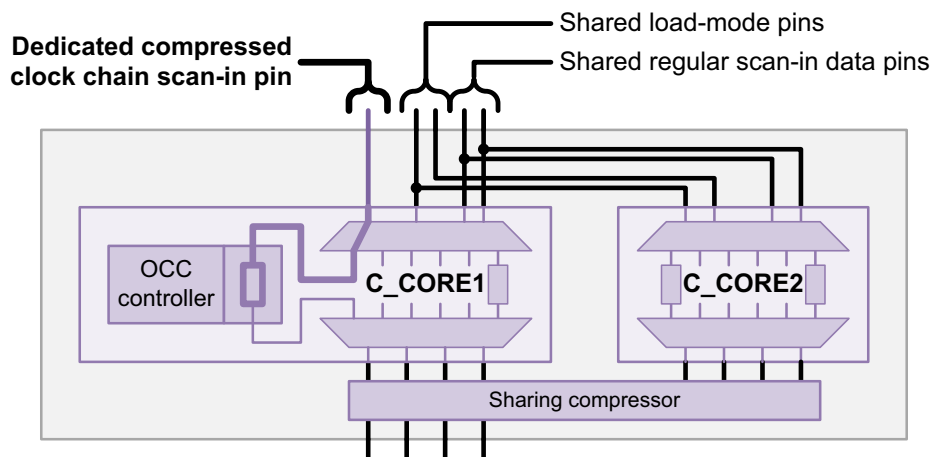 Shared load-mode pins
Dedicated compressed
clock chain scan-in pin
Shared regular scan-in data pins
OCC
controller
C_CORE1
C_CORE2
Sharing compressor